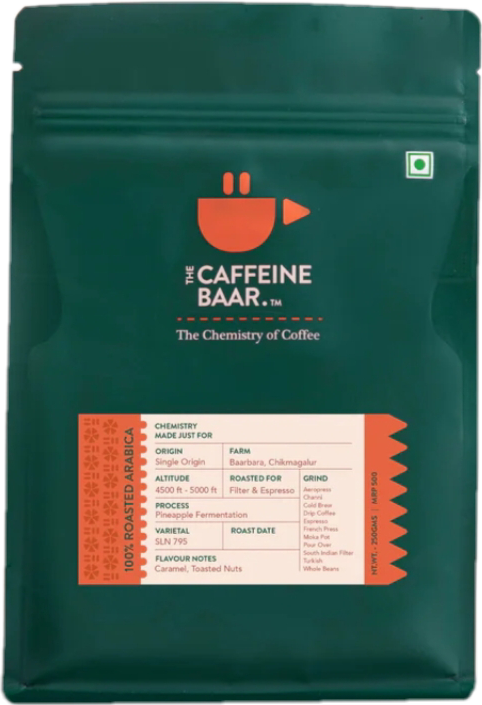 THE CAFFEINE
BAAR.™
The Chemistry of Coffee
100% ROASTED ARABICA
CHEMISTRY
MADE JUST FOR
ORIGIN
Single Origin
FARM
Baarbara, Chikmagalur
ALTITUDE
4500 ft - 5000 ft
ROASTED FOR
Filter & Espresso
PROCESS
Pineapple Fermentation
VARIETAL
SLN 795
ROAST DATE
FLAVOUR NOTES
Caramel, Toasted Nuts
GRIND
Aeropress
Channi
Cold Brew
Drip Coffee
Espresso
French Press
Moka Pot
Pour Over
South Indian Filter
Turkish
Whole Beans
NT.WT. - 250GMS | MRP 500